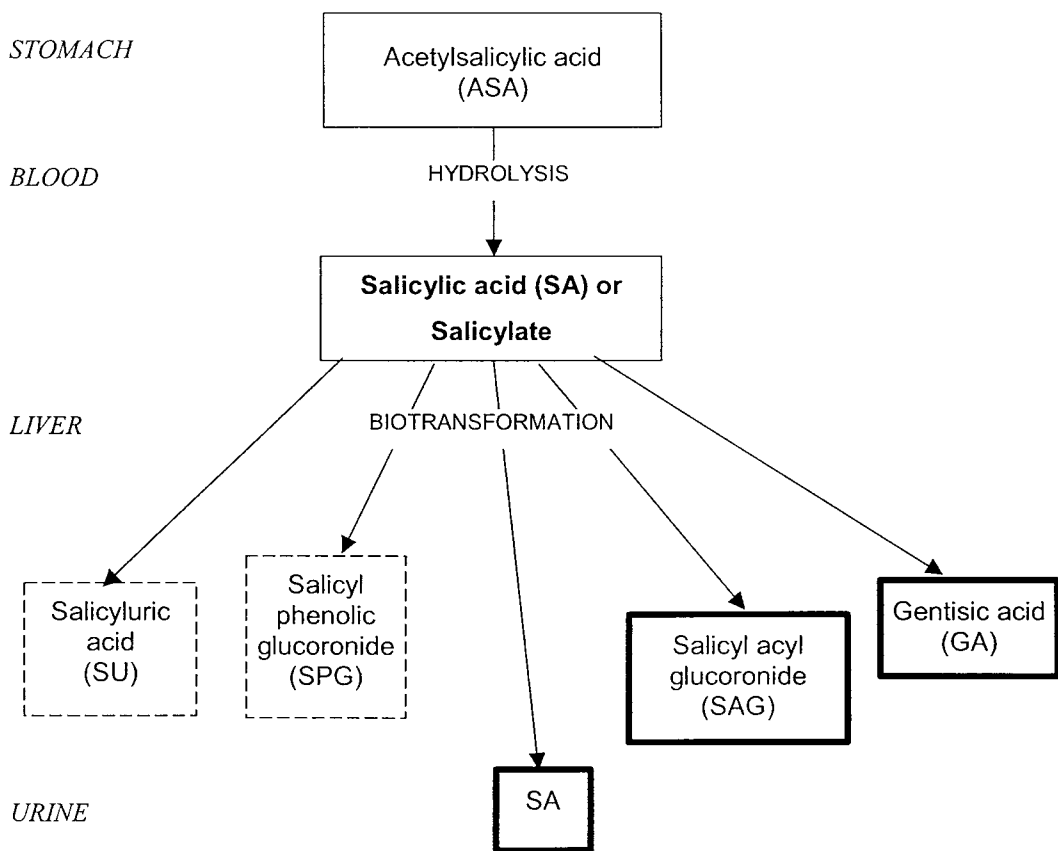 STOMACH
Acetylsalicylic acid
(ASA)
BLOOD
HYDROLYSIS
Salicylic acid (SA) or
Salicylate
LIVER
BIOTRANSFORMATION
Salicyluric
acid
(SU)
Salicyl
phenolic
glucoronide
(SPG)
Salicyl acyl
glucoronide
(SAG)
Gentisic acid
(GA)
URINE
SA